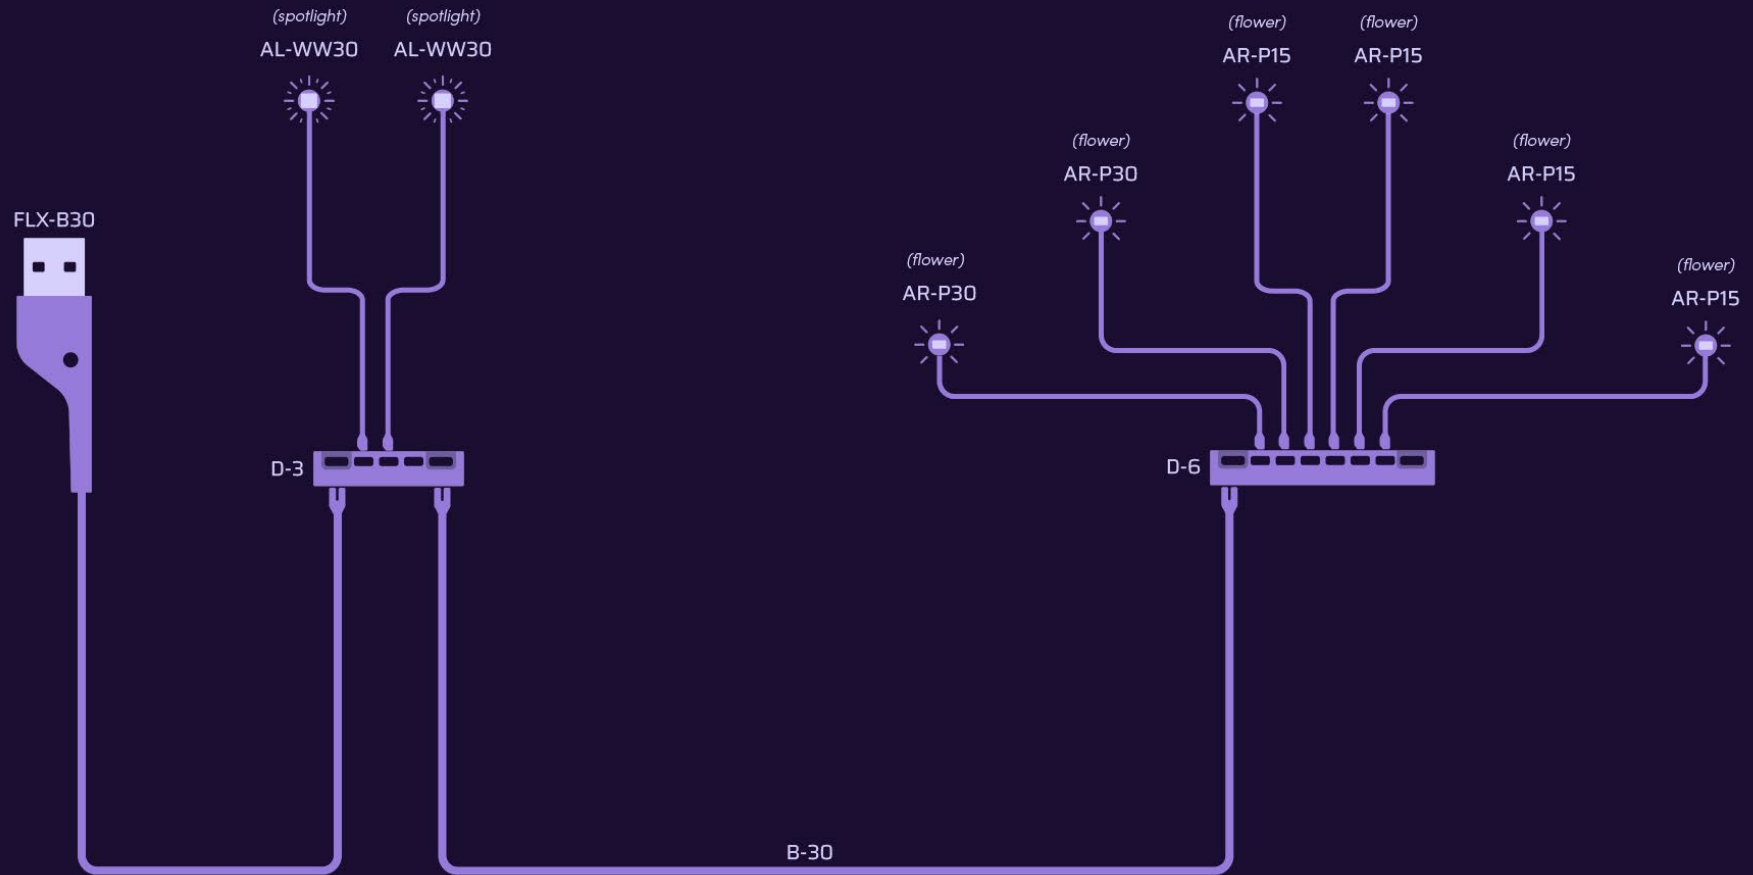 (spotlight)
AL-WW30
(spotlight)
AL-WW30
(flower)
AR-P15
(flower)
AR-P15
(flower)
AR-P30
(flower)
AR-P15
FLX-B30
(flower)
AR-P30
(flower)
AR-P15
D-3
D-6
B-30